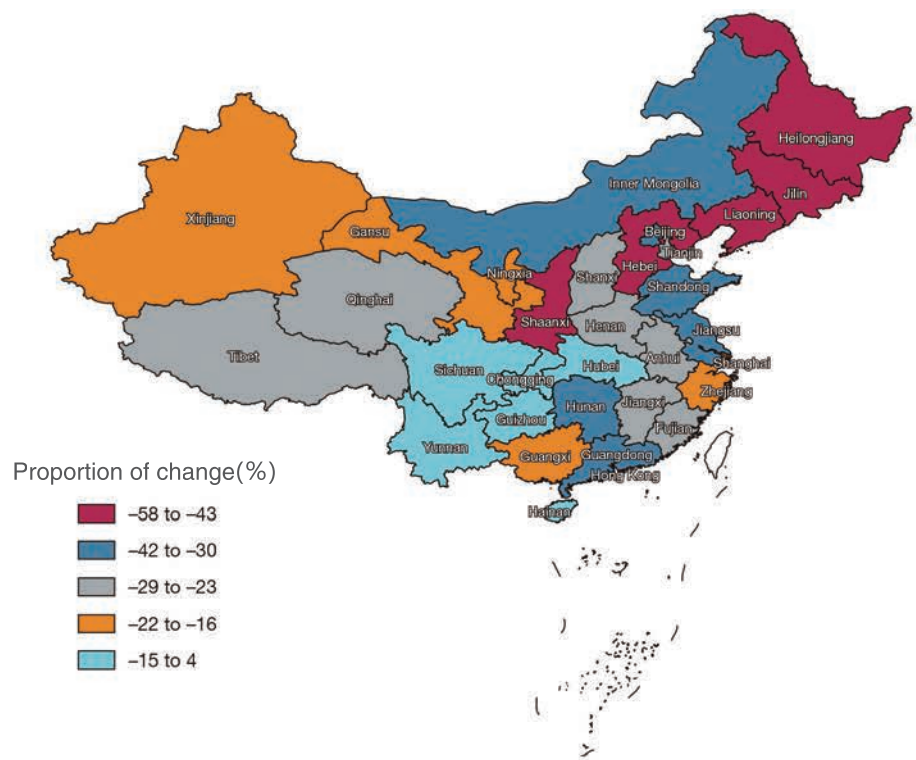 Heilongjiang
Jilin
Inner Mongolia
Liaoning
Xinjiang
Gansu
Beijing
Tianjin
Hebei
Ningxia
Shanxi
Shandong
Qinghai
Shaanxi
Henan
Jiangsu
Tibet
Anhui
Shanghai
Sichuan
Hubei
Chongqing
Zhejiang
Hunan
Jiangxi
Guizhou
Fujian
Yunnan
Guangxi
Guangdong
Hong Kong
Hainan
Proportion of change(%)
–58 to –43
–42 to –30
–29 to –23
–22 to –16
–15 to 4